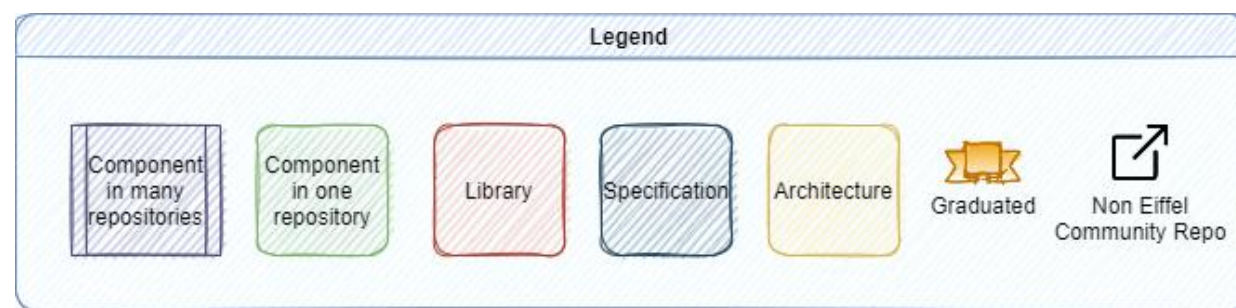 Legend
Component
in many
repositories
Component
in one
repository
Library
Specification
Architecture
Graduated
Non Eiffel
Community Repo